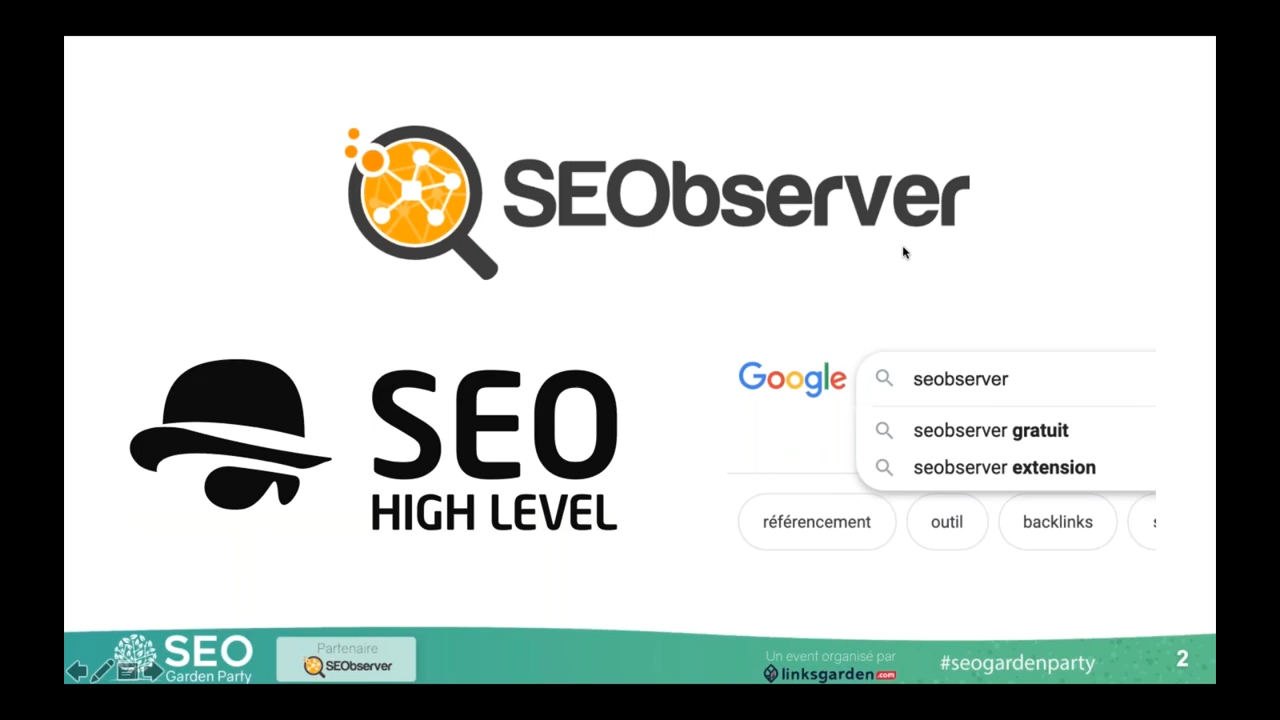 SEObserver
SEO
HIGH LEVEL
Google
seobserver
seobserver gratuit
seobserver extension
référencement
outil
backlinks
SEO
Garden Party
Partenaire
SEObserver
Un event organisé par
linksgarden.com
#seogardenparty
2